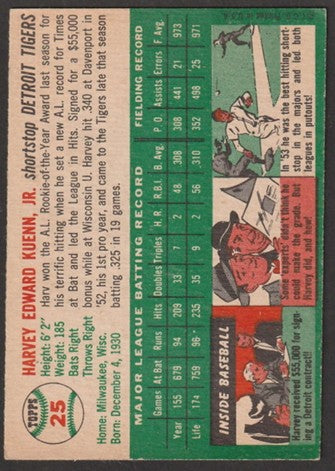 TOPPS
25
HARVEY EDWARD KUENN, JR. shortstop DETROIT TIGERS
Height: 6'2"
Weight: 185
Bats Right
Throws Right
Home: Milwaukee, Wisc.
Born: December 4, 1930
Harv won the A.L. Rookie-of-the-Year Award last season for
his terrific hitting when he set a new A.L. record for Times
at Bat and led the League in Hits. Signed for a $55,000
bonus while at Wisconsin U. Harvey hit .340 at Davenport in
'52, his 1st pro year, and came to the Tigers late that season
batting .325 in 19 games.
MAJOR LEAGUE BATTING RECORD FIELDING RECORD
Games At Bat Runs Hits Doubles Triples H.R. R.B.I. B. Avg. P.O. Assists Errors F. Avg.
Year 155 679 94 209 33 7 2 48 .308 308 441 21 .973
Life 174 759 96 235 35 9 2 56 .310 352 498 25 .971
INSIDE BASEBALL
Harvey received $55,000 for sign-
ing a contract.
Some experts didn't think he
could make the grade. But
Harvey did, and how!
In '53 he was the best hitting short-
stop in the majors and led both
leagues in putouts!